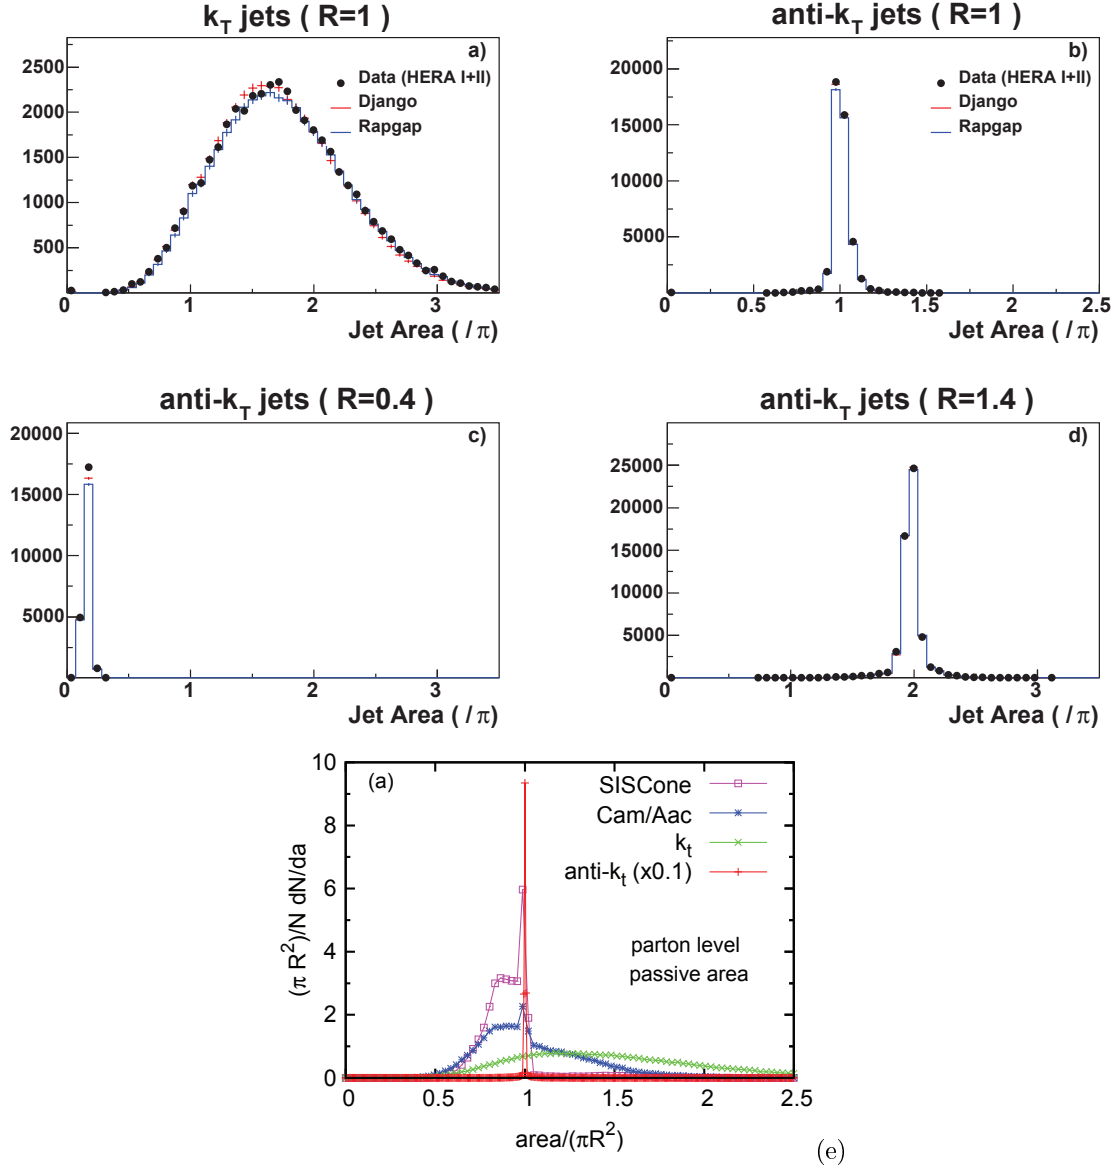 k_T jets ( R=1 )
a)
2500
2000
1500
1000
500
Data (HERA I+II)
Django
Rapgap
0 1 2 3
Jet Area ( /π)
anti-k_T jets ( R=1 )
b)
20000
15000
10000
5000
Data (HERA I+II)
Django
Rapgap
0 0.5 1 1.5 2 2.5
Jet Area ( /π)
anti-k_T jets ( R=0.4 )
c)
20000
15000
10000
5000
0 1 2 3
Jet Area ( /π)
anti-k_T jets ( R=1.4 )
d)
25000
20000
15000
10000
5000
0 1 2 3
Jet Area ( /π)
(a)
10
8
6
4
2
0
(π R²)/N dN/da
SISCone
Cam/Aac
k_t
anti-k_t (x0.1)
parton level
passive area
0 0.5 1 1.5 2 2.5
area/(πR²)
(e)